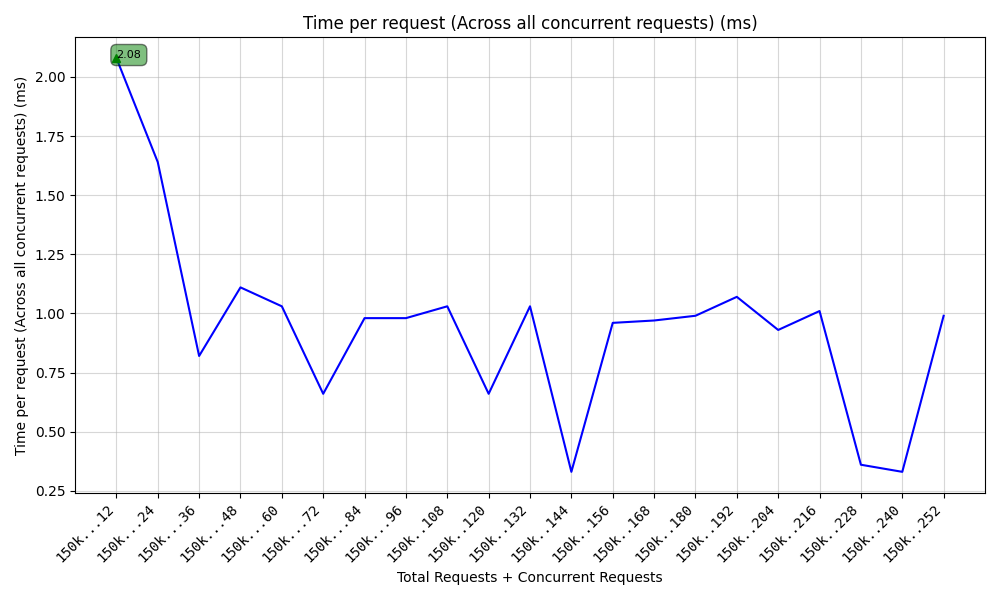 Time per request (Across all concurrent requests) (ms)
2.08
Time per request (Across all concurrent requests) (ms)
2.00
1.75
1.50
1.25
1.00
0.75
0.50
0.25
150k...12
150k...24
150k...36
150k...48
150k...60
150k...72
150k...84
150k...96
150k...108
150k...120
150k...132
150k...144
150k...156
150k...168
150k...180
150k...192
150k...204
150k...216
150k...228
150k...240
150k...252
Total Requests + Concurrent Requests